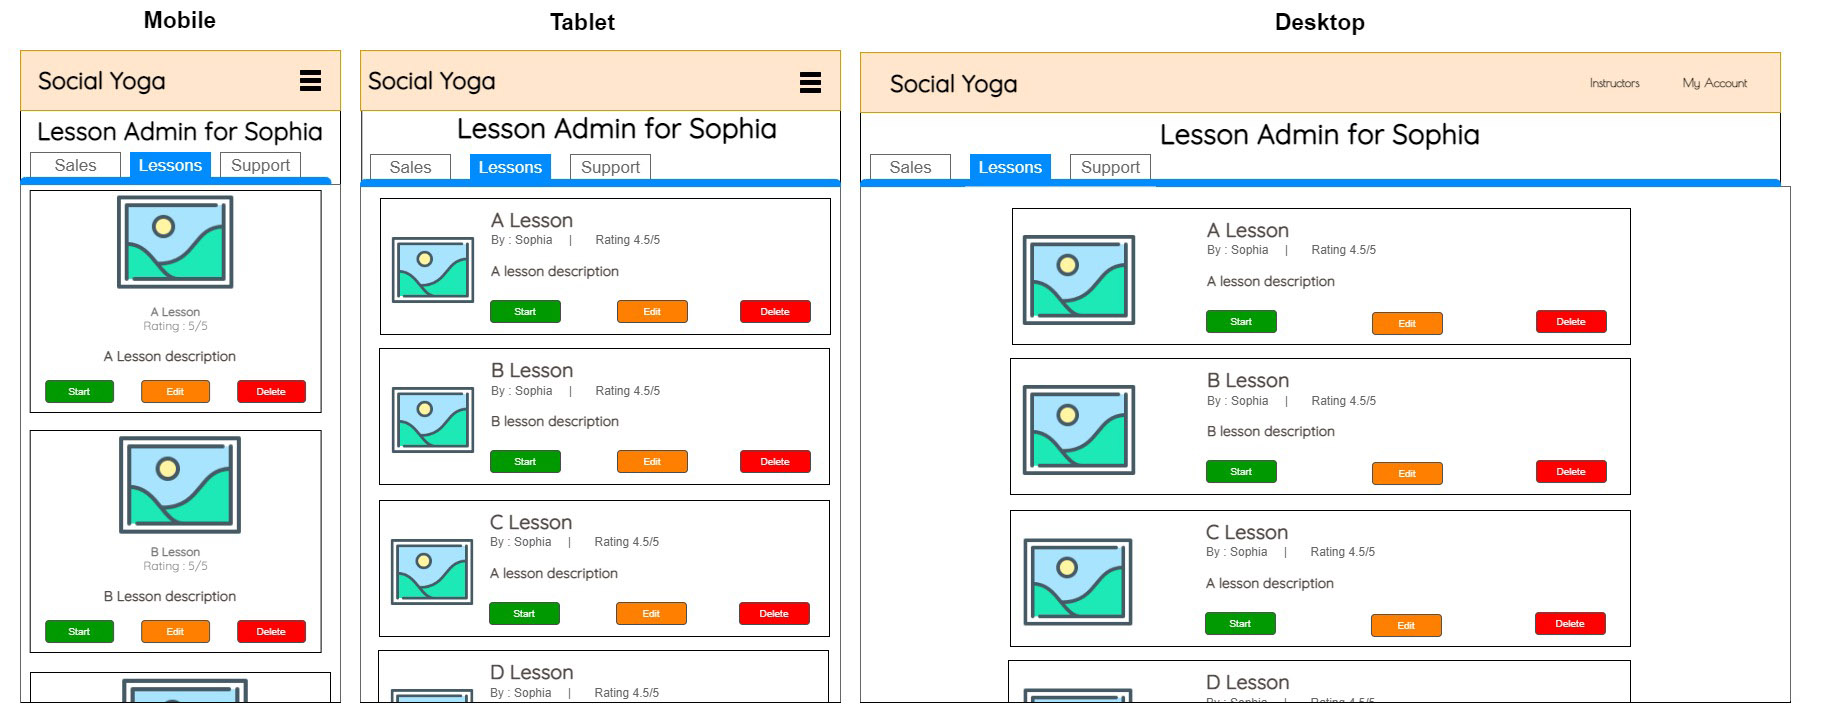 Mobile
Social Yoga
Lesson Admin for Sophia
Sales Lessons Support
A Lesson
Rating : 5/5
A Lesson description
Start Edit Delete
B Lesson
Rating : 5/5
B Lesson description
Start Edit Delete
Tablet
Social Yoga
Lesson Admin for Sophia
Sales Lessons Support
A Lesson
By : Sophia | Rating 4.5/5
A lesson description
Start Edit Delete
B Lesson
By : Sophia | Rating 4.5/5
B lesson description
Start Edit Delete
C Lesson
By : Sophia | Rating 4.5/5
A lesson description
Start Edit Delete
D Lesson
By : Sophia | Rating 4.5/5
Desktop
Social Yoga Instructors My Account
Lesson Admin for Sophia
Sales Lessons Support
A Lesson
By : Sophia | Rating 4.5/5
A lesson description
Start Edit Delete
B Lesson
By : Sophia | Rating 4.5/5
B lesson description
Start Edit Delete
C Lesson
By : Sophia | Rating 4.5/5
A lesson description
Start Edit Delete
D Lesson
By : Sophia | Rating 4.5/5